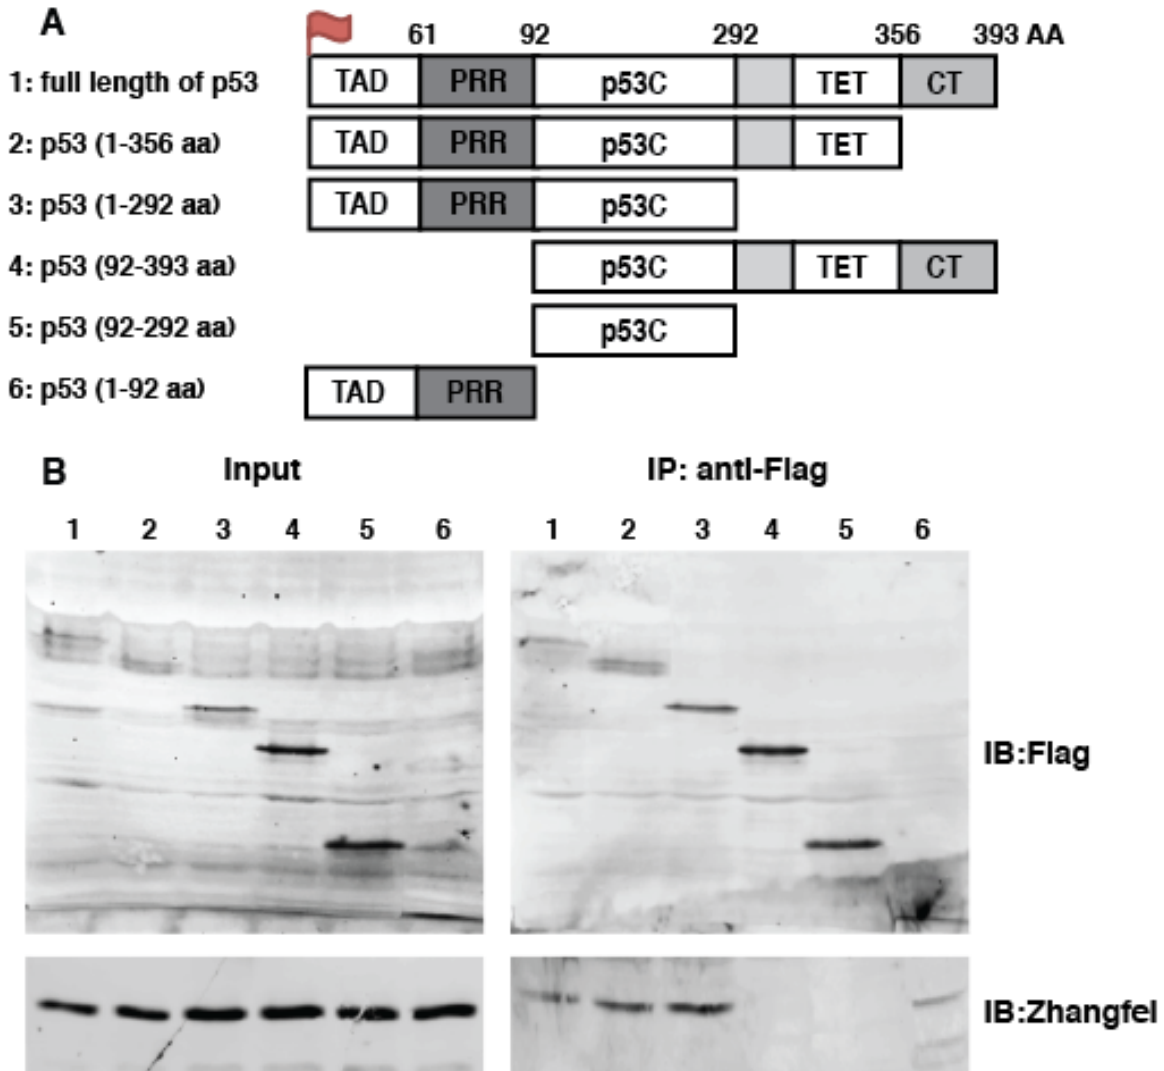 A
61 92 292 356 393 AA
1: full length of p53 TAD PRR p53C TET CT
2: p53 (1-356 aa) TAD PRR p53C TET
3: p53 (1-292 aa) TAD PRR p53C
4: p53 (92-393 aa) p53C TET CT
5: p53 (92-292 aa) p53C
6: p53 (1-92 aa) TAD PRR
B Input IP: antI-Flag
1 2 3 4 5 6 1 2 3 4 5 6
IB:Flag
IB:Zhangfel